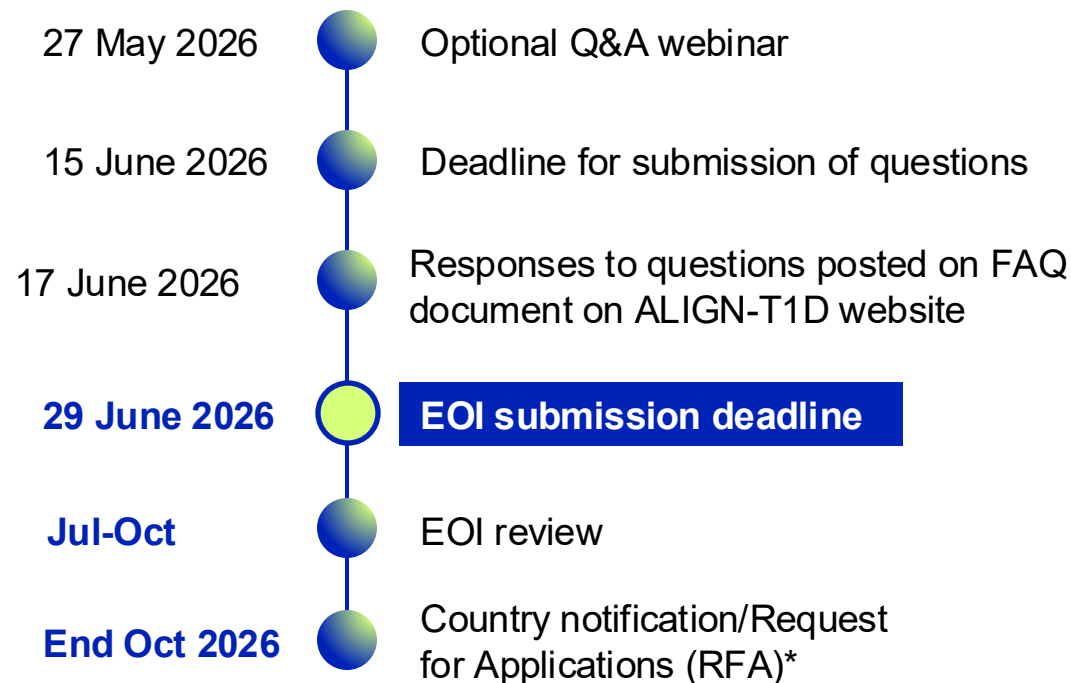 27 May 2026 Optional Q&A webinar
15 June 2026 Deadline for submission of questions
17 June 2026 Responses to questions posted on FAQ
document on ALIGN-T1D website
29 June 2026 EOI submission deadline
Jul-Oct EOI review
End Oct 2026 Country notification/Request
for Applications (RFA)*